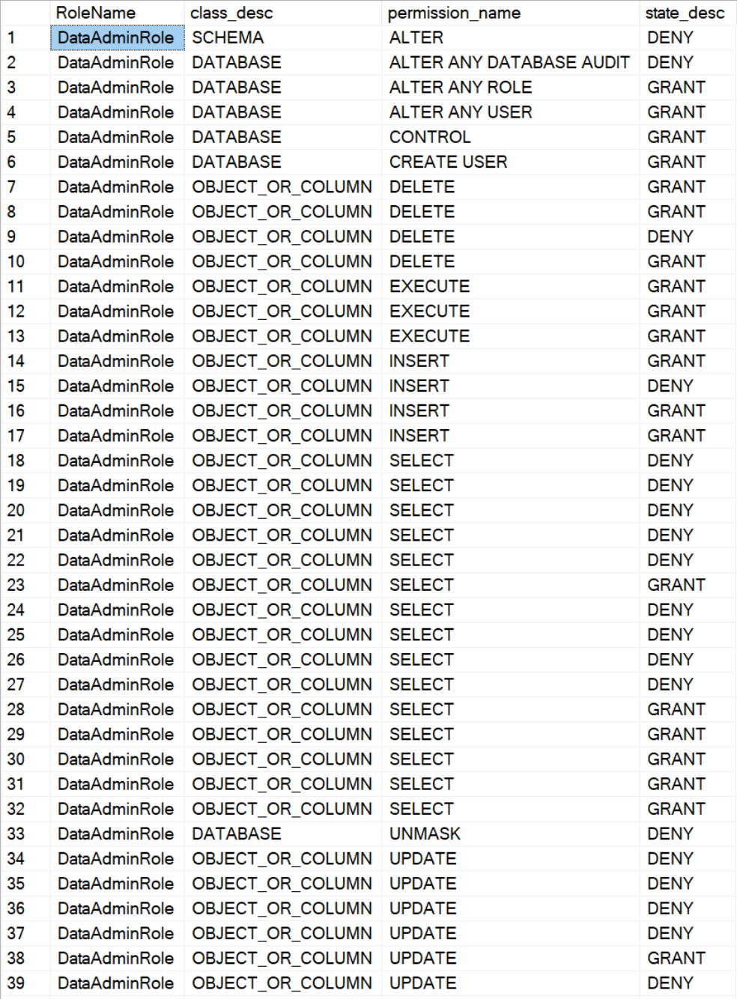 RoleName class_desc permission_name state_desc
1 DataAdminRole SCHEMA ALTER DENY
2 DataAdminRole DATABASE ALTER ANY DATABASE AUDIT DENY
3 DataAdminRole DATABASE ALTER ANY ROLE GRANT
4 DataAdminRole DATABASE ALTER ANY USER GRANT
5 DataAdminRole DATABASE CONTROL GRANT
6 DataAdminRole DATABASE CREATE USER GRANT
7 DataAdminRole OBJECT_OR_COLUMN DELETE GRANT
8 DataAdminRole OBJECT_OR_COLUMN DELETE GRANT
9 DataAdminRole OBJECT_OR_COLUMN DELETE DENY
10 DataAdminRole OBJECT_OR_COLUMN DELETE GRANT
11 DataAdminRole OBJECT_OR_COLUMN EXECUTE GRANT
12 DataAdminRole OBJECT_OR_COLUMN EXECUTE GRANT
13 DataAdminRole OBJECT_OR_COLUMN EXECUTE GRANT
14 DataAdminRole OBJECT_OR_COLUMN INSERT GRANT
15 DataAdminRole OBJECT_OR_COLUMN INSERT DENY
16 DataAdminRole OBJECT_OR_COLUMN INSERT GRANT
17 DataAdminRole OBJECT_OR_COLUMN INSERT GRANT
18 DataAdminRole OBJECT_OR_COLUMN SELECT DENY
19 DataAdminRole OBJECT_OR_COLUMN SELECT DENY
20 DataAdminRole OBJECT_OR_COLUMN SELECT DENY
21 DataAdminRole OBJECT_OR_COLUMN SELECT DENY
22 DataAdminRole OBJECT_OR_COLUMN SELECT DENY
23 DataAdminRole OBJECT_OR_COLUMN SELECT GRANT
24 DataAdminRole OBJECT_OR_COLUMN SELECT DENY
25 DataAdminRole OBJECT_OR_COLUMN SELECT DENY
26 DataAdminRole OBJECT_OR_COLUMN SELECT DENY
27 DataAdminRole OBJECT_OR_COLUMN SELECT DENY
28 DataAdminRole OBJECT_OR_COLUMN SELECT GRANT
29 DataAdminRole OBJECT_OR_COLUMN SELECT GRANT
30 DataAdminRole OBJECT_OR_COLUMN SELECT GRANT
31 DataAdminRole OBJECT_OR_COLUMN SELECT GRANT
32 DataAdminRole OBJECT_OR_COLUMN SELECT GRANT
33 DataAdminRole DATABASE UNMASK DENY
34 DataAdminRole OBJECT_OR_COLUMN UPDATE DENY
35 DataAdminRole OBJECT_OR_COLUMN UPDATE DENY
36 DataAdminRole OBJECT_OR_COLUMN UPDATE DENY
37 DataAdminRole OBJECT_OR_COLUMN UPDATE DENY
38 DataAdminRole OBJECT_OR_COLUMN UPDATE GRANT
39 DataAdminRole OBJECT_OR_COLUMN UPDATE DENY